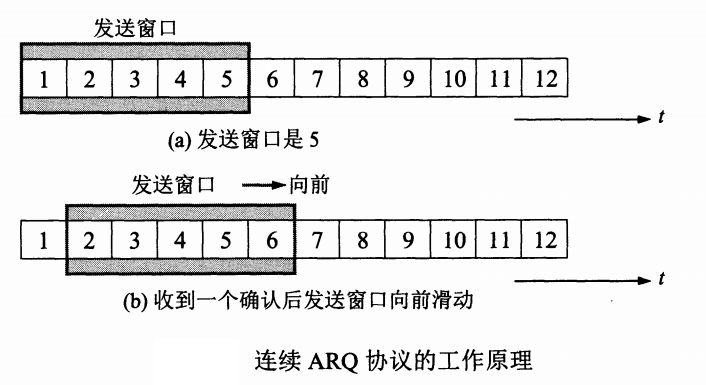 发送窗口
1 2 3 4 5 6 7 8 9 10 11 12
t
(a) 发送窗口是 5
发送窗口 向前
1 2 3 4 5 6 7 8 9 10 11 12
t
(b) 收到一个确认后发送窗口向前滑动
连续 ARQ 协议的工作原理